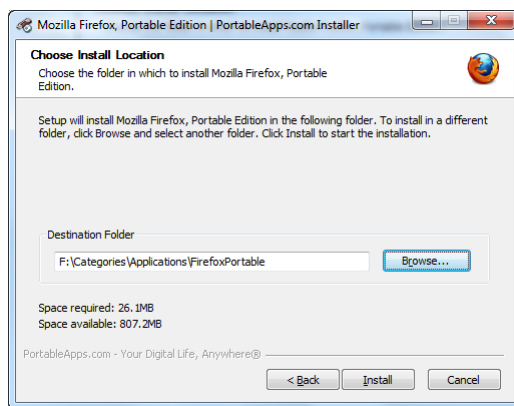 Mozilla Firefox, Portable Edition | PortableApps.com Installer
Choose Install Location
Choose the folder in which to install Mozilla Firefox, Portable
Edition.
Setup will install Mozilla Firefox, Portable Edition in the following folder. To install in a different
folder, click Browse and select another folder. Click Install to start the installation.
Destination Folder
F:\Categories\Applications\FirefoxPortable
Browse...
Space required: 26.1MB
Space available: 807.2MB
PortableApps.com - Your Digital Life, Anywhere®
< Back
Install
Cancel